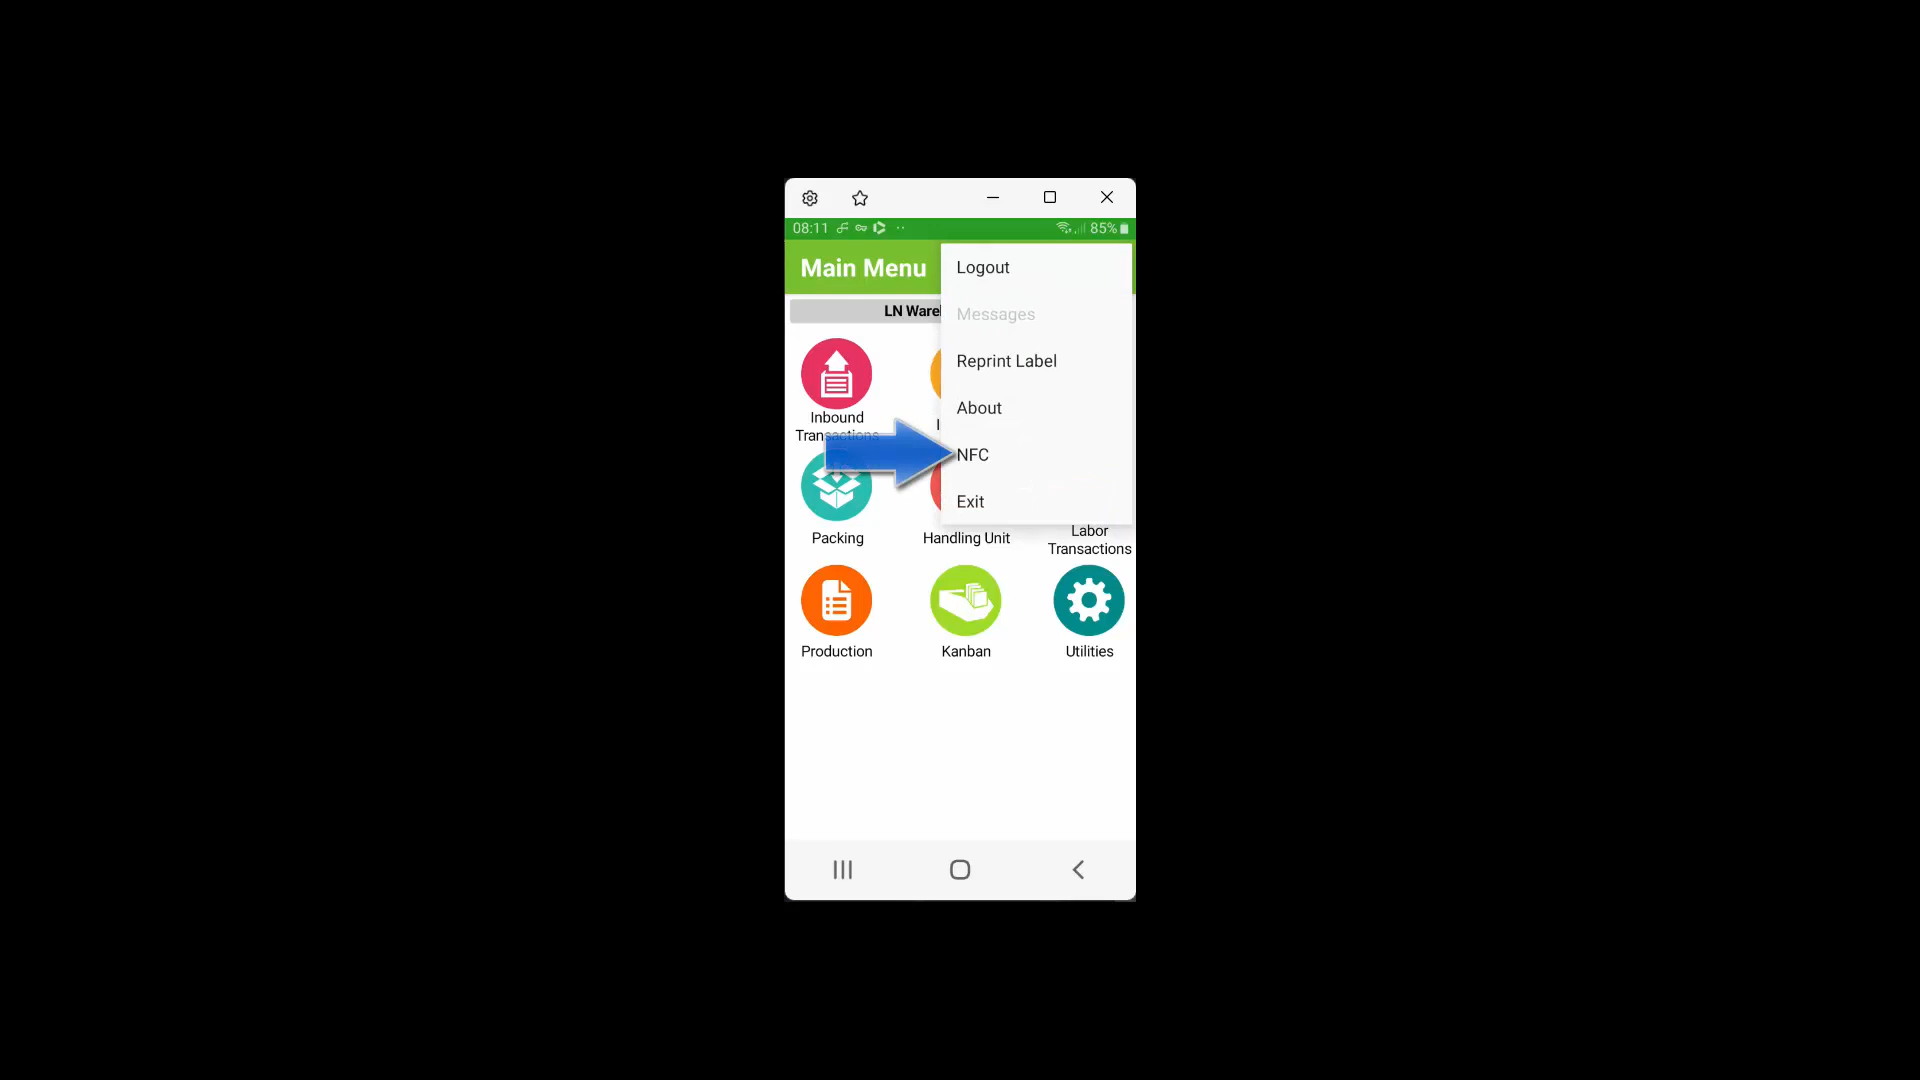 08:11
85%
Main Menu
Logout
LN
Messages
Reprint Label
About
NFC
Exit
Inbound
Transactions
Packing
Handling Unit
Labor
Transactions
Production
Kanban
Utilities